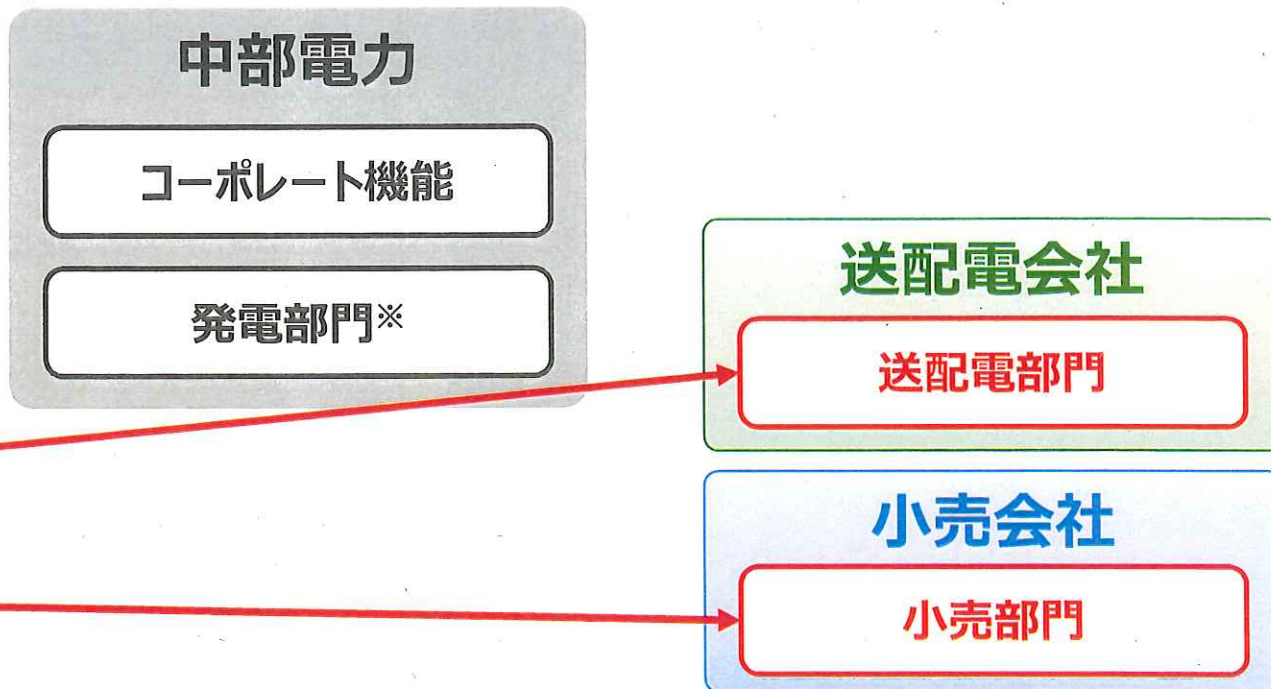 中部電力
コーポレート機能
発電部門※
送配電会社
送配電部門
小売会社
小売部門